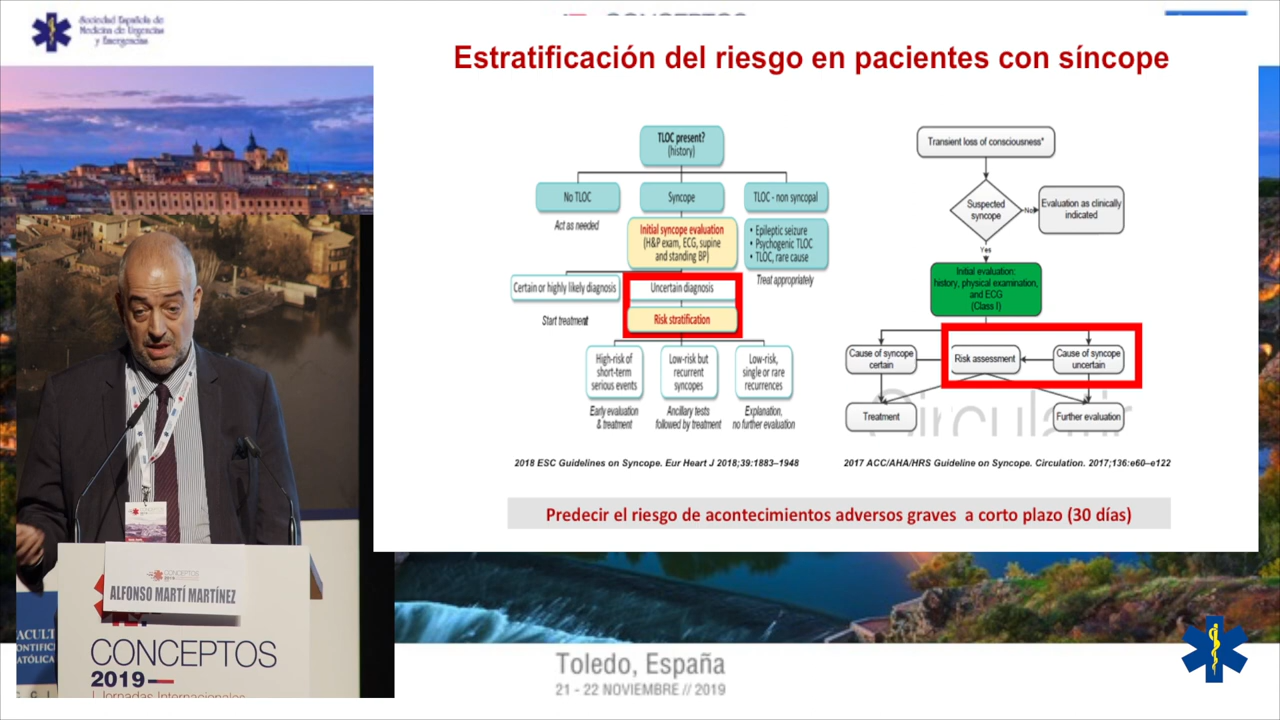 Sociedad Española de
Medicina de Urgencias
y Emergencias
CONCEPTOS
Estratificación del riesgo en pacientes con síncope
TLOC present?
(history)
No TLOC
Syncope
TLOC - non syncopal
Act as needed
Initial syncope evaluation
(H&P exam, ECG, supine
and standing BP)
• Epileptic seizure
• Psychogenic TLOC
• TLOC, rare cause
Treat appropriately
Certain or highly likely diagnosis
Uncertain diagnosis
Start treatment
Risk stratification
High-risk of
short-term
serious events
Low-risk but
recurrent
syncopes
Low-risk,
single or rare
recurrences
Early evaluation
& treatment
Ancillary tests
followed by treatment
Explanation,
no further evaluation
2018 ESC Guidelines on Syncope. Eur Heart J 2018;39:1883–1948
Transient loss of consciousness*
Suspected
syncope
No
Evaluation as clinically
indicated
Yes
Initial evaluation:
history, physical examination,
and ECG
(Class I)
Cause of syncope
certain
Risk assessment
Cause of syncope
uncertain
Treatment
Further evaluation
2017 ACC/AHA/HRS Guideline on Syncope. Circulation. 2017;136:e60–e122
Predecir el riesgo de acontecimientos adversos graves a corto plazo (30 días)
CONCEPTOS
2019
ALFONSO MARTÍ MARTÍNEZ
CONCEPTOS
2019
I Jornadas Internacionales
Toledo, España
21 - 22 NOVIEMBRE // 2019